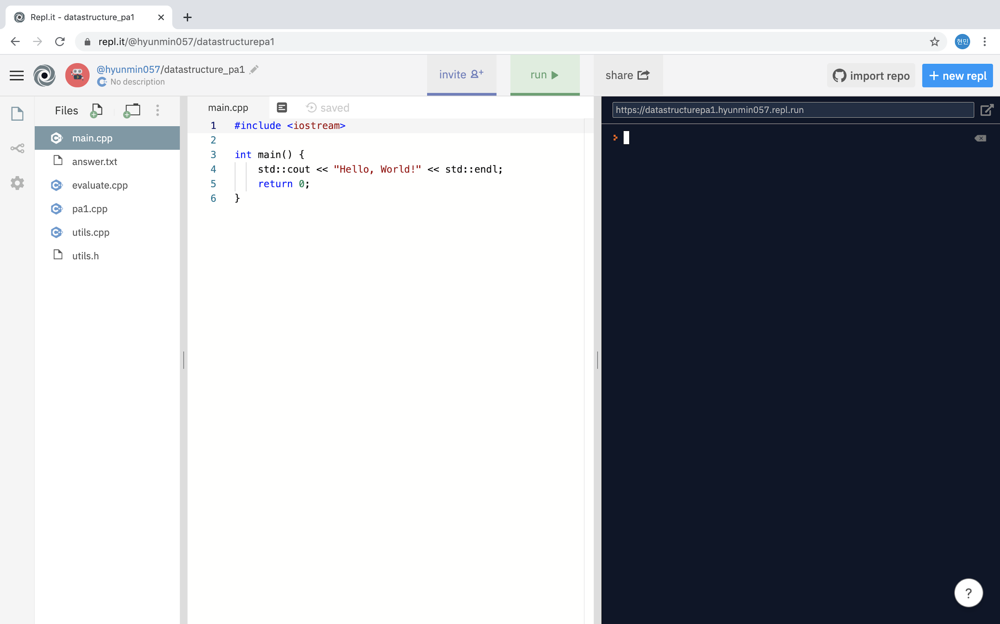 Repl.it - datastructure_pa1
repl.it/@hyunmin057/datastructurepa1
현민
@hyunmin057/datastructure_pa1
No description
invite
run
share
import repo
+ new repl
Files
main.cpp
answer.txt
evaluate.cpp
pa1.cpp
utils.cpp
utils.h
main.cpp
saved
1 #include <iostream>
2
3 int main() {
4     std::cout << "Hello, World!" << std::endl;
5     return 0;
6 }
https://datastructurepa1.hyunmin057.repl.run
?